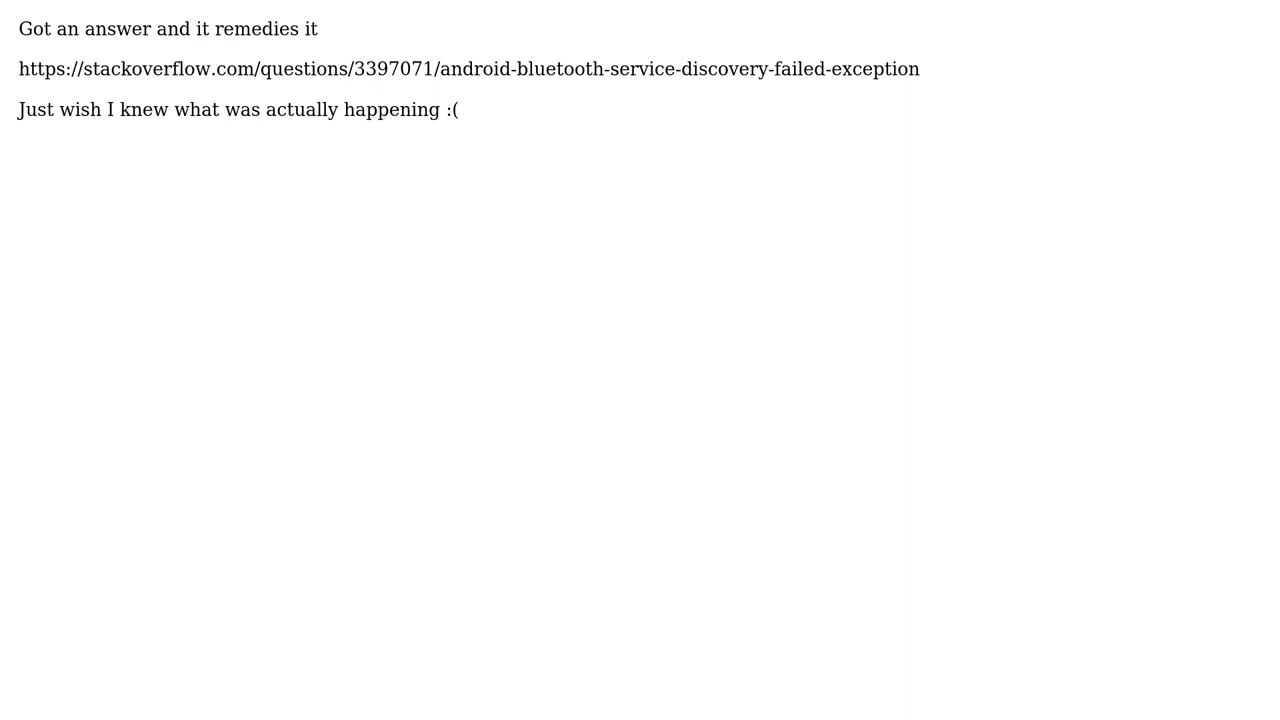 Got an answer and it remedies it
https://stackoverflow.com/questions/3397071/android-bluetooth-service-discovery-failed-exception
Just wish I knew what was actually happening :(